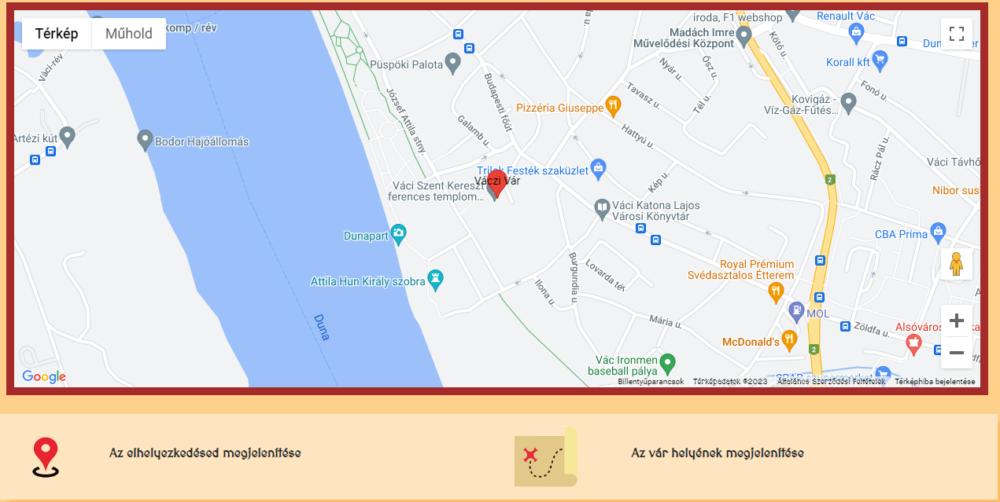 Térkép
Műhold
komp / rév
Váci-rév
Artézi kút
Bodor Hajóállomás
Püspöki Palota
József Attila stny.
Budapesti főút
Galamb u.
iroda, F1 webshop
Madách Imre
Művelődési Központ
Renault Vác
Korall kft
Kötő u.
Ősz u.
Nyár u.
Tavasz u.
Tél u.
Fonó u.
Kovigáz -
Víz-Gáz-Fűtés...
Pizzéria Giuseppe
Hattyú u.
Rácz Pál u.
Váci Távhő
Nibor sus
Trilak Festék szaküzlet
Váczi Vár
Váci Szent Kereszt
ferences templom...
Kép u.
2
Váci Katona Lajos
Városi Könyvtár
Dunapart
Attila Hun Király szobra
CBA Príma
Royal Prémium
Svédasztalos Étterem
Burgundia u.
Lovarda tér
Ilona u.
Mária u.
MOL
Zöldfa u.
Alsóváros
McDonald's
2
Duna
Vác Ironmen
baseball pálya
SPAR szupermarket
Google
Billentyűparancsok
Térképadatok ©2023
Általános Szerződési Feltételek
Térképhiba bejelentése
Az elhelyezkedésed megjelenítése
Az vár helyének megjelenítése